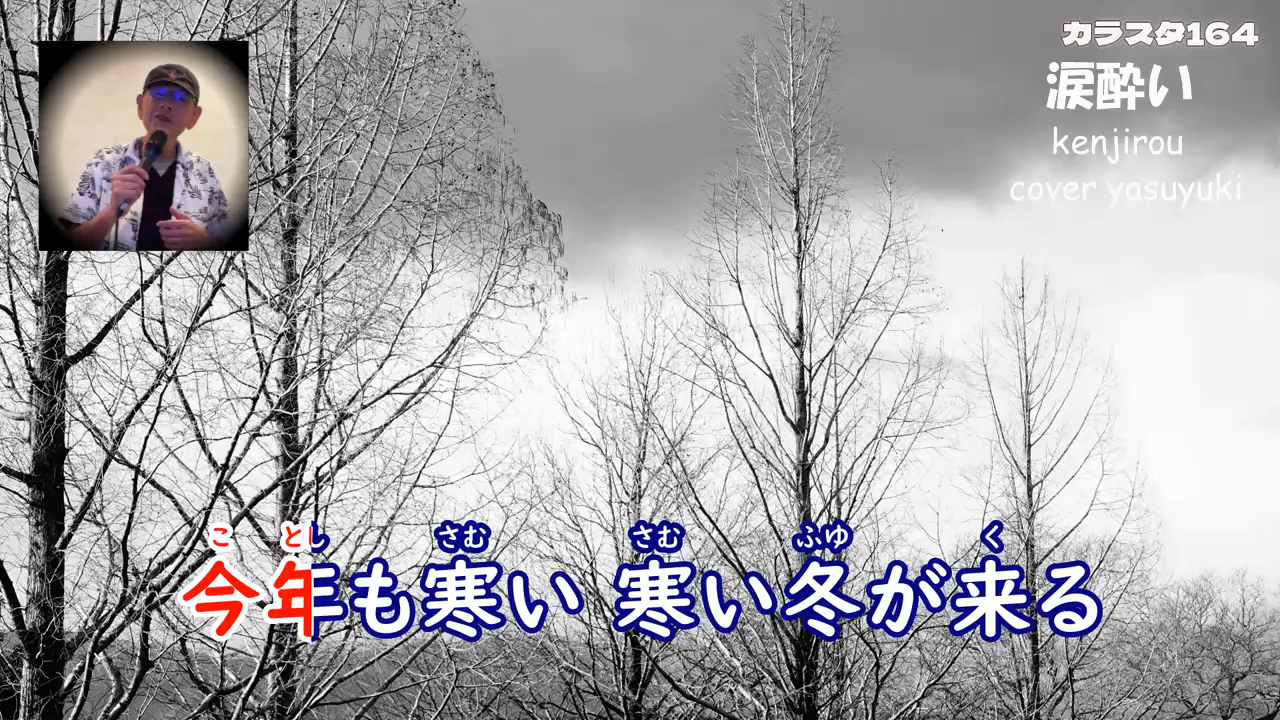 カラスタ164
涙酔い
kenjirou
cover yasuyuki
こ とし さむ さむ ふゆ く
今年も寒い 寒い冬が来る